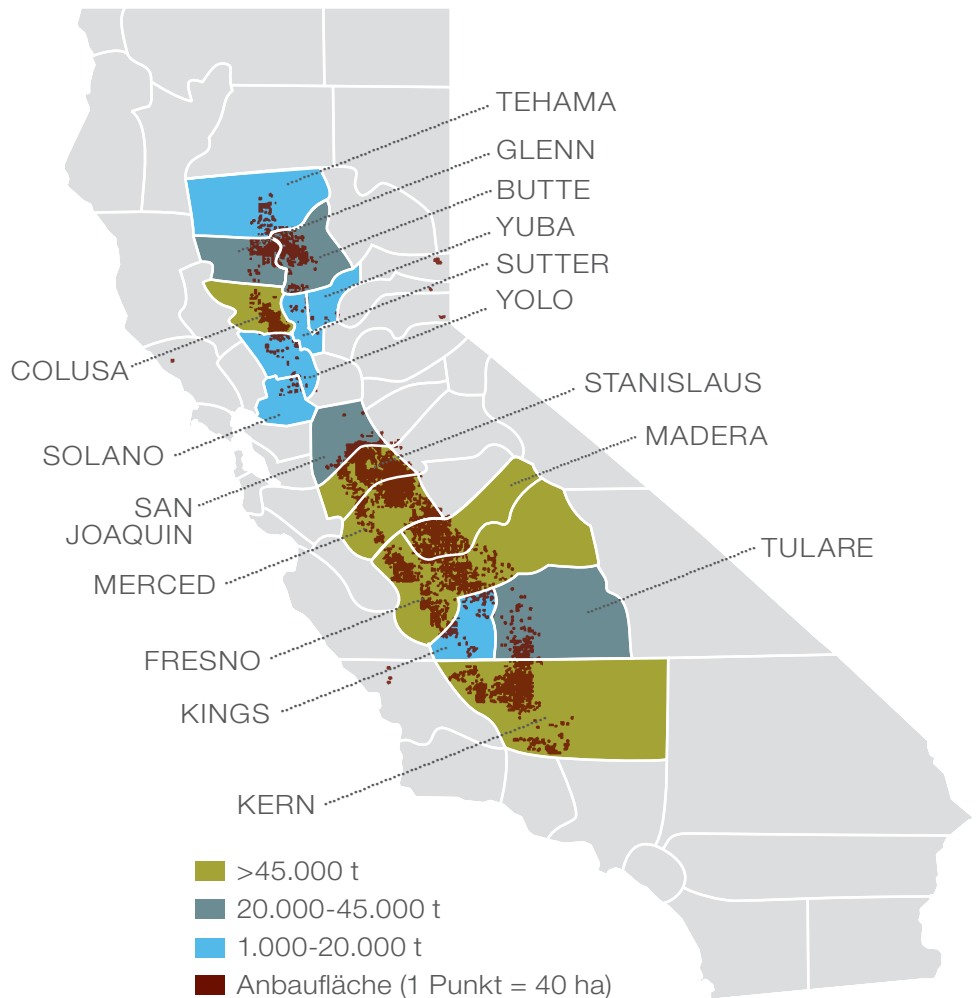 TEHAMA
GLENN
BUTTE
YUBA
SUTTER
YOLO
COLUSA
STANISLAUS
MADERA
SOLANO
SAN
JOAQUIN
TULARE
MERCED
FRESNO
KINGS
KERN
>45.000 t
20.000-45.000 t
1.000-20.000 t
Anbaufläche (1 Punkt = 40 ha)